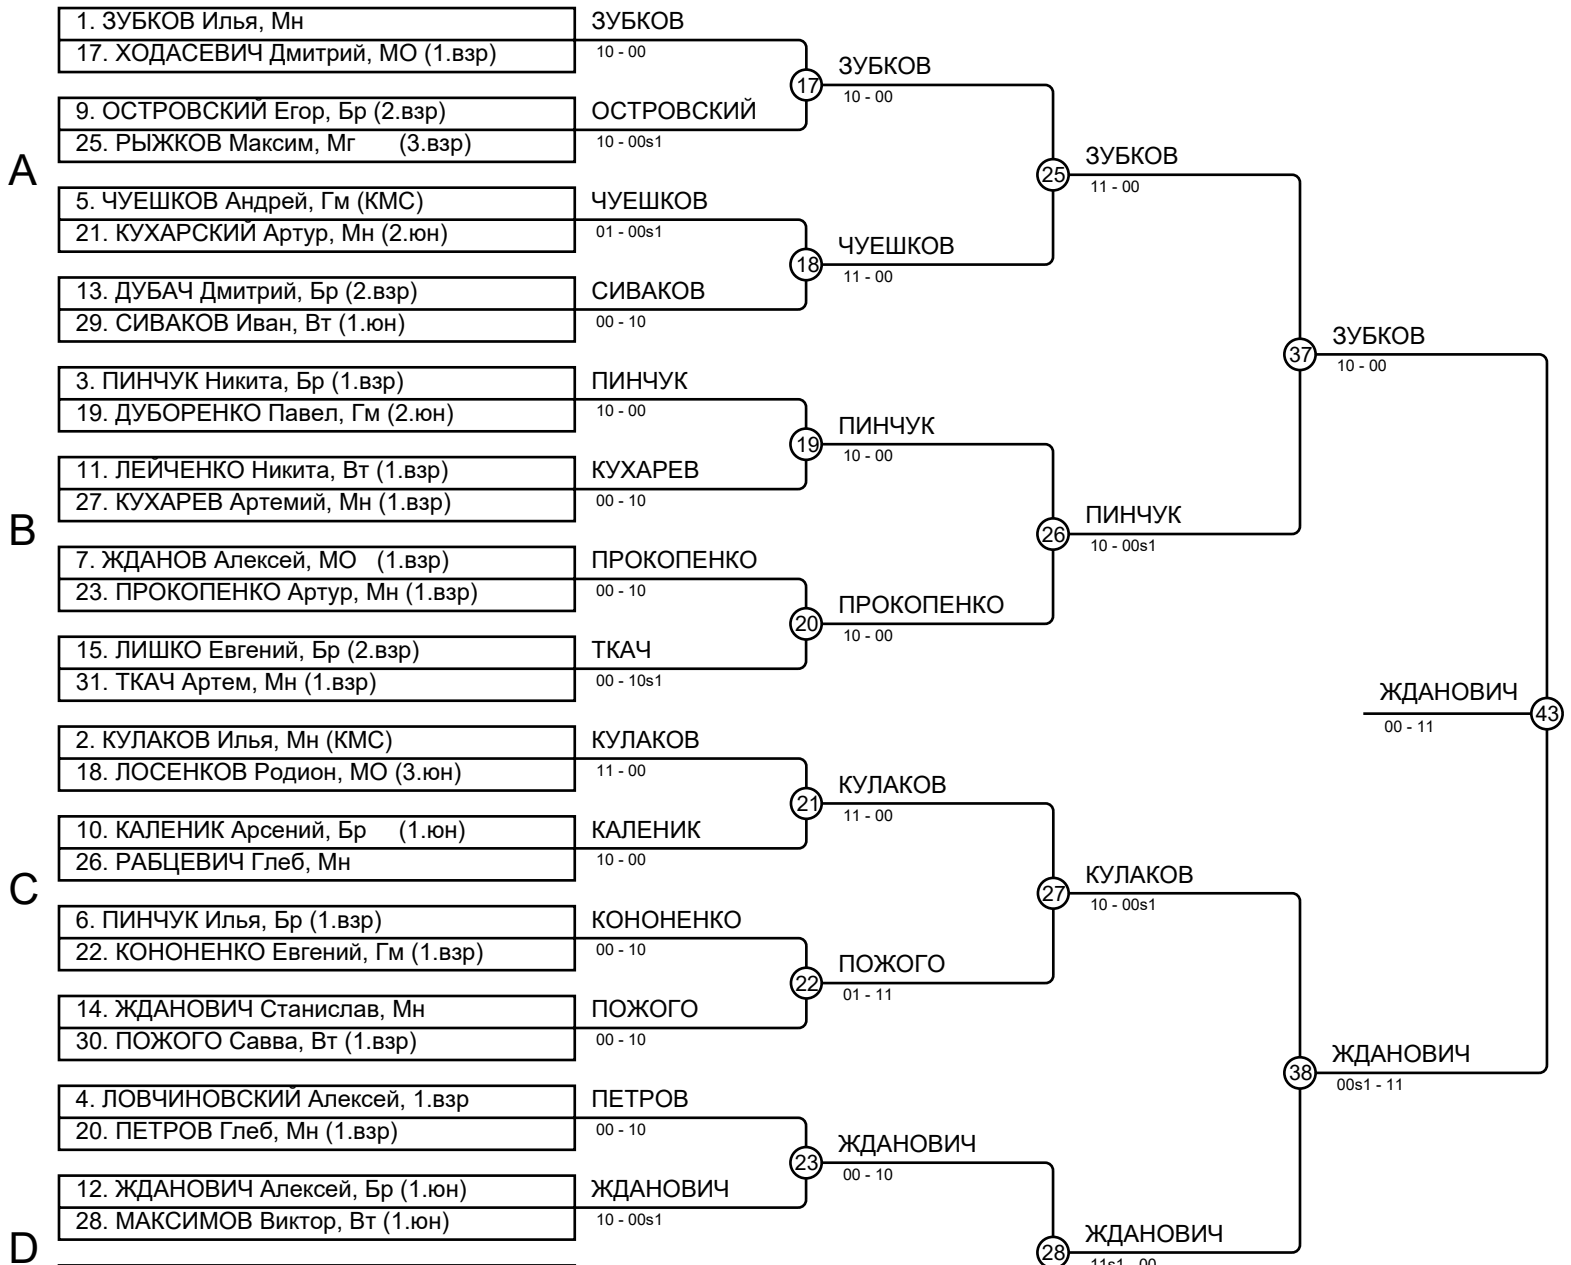 1. ЗУБКОВ Илья, Мн
17. ХОДАСЕВИЧ Дмитрий, МО (1.взр)
9. ОСТРОВСКИЙ Егор, Бр (2.взр)
25. РЫЖКОВ Максим, Мг (3.взр)
A
5. ЧУЕШКОВ Андрей, Гм (КМС)
21. КУХАРСКИЙ Артур, Мн (2.юн)
13. ДУБАЧ Дмитрий, Бр (2.взр)
29. СИВАКОВ Иван, Вт (1.юн)
3. ПИНЧУК Никита, Бр (1.взр)
19. ДУБОРЕНКО Павел, Гм (2.юн)
11. ЛЕЙЧЕНКО Никита, Вт (1.взр)
27. КУХАРЕВ Артемий, Мн (1.взр)
B
7. ЖДАНОВ Алексей, МО (1.взр)
23. ПРОКОПЕНКО Артур, Мн (1.взр)
15. ЛИШКО Евгений, Бр (2.взр)
31. ТКАЧ Артем, Мн (1.взр)
2. КУЛАКОВ Илья, Мн (КМС)
18. ЛОСЕНКОВ Родион, МО (3.юн)
10. КАЛЕНИК Арсений, Бр (1.юн)
26. РАБЦЕВИЧ Глеб, Мн
C
6. ПИНЧУК Илья, Бр (1.взр)
22. КОНОНЕНКО Евгений, Гм (1.взр)
14. ЖДАНОВИЧ Станислав, Мн
30. ПОЖОГО Савва, Вт (1.взр)
4. ЛОВЧИНОВСКИЙ Алексей, 1.взр
20. ПЕТРОВ Глеб, Мн (1.взр)
12. ЖДАНОВИЧ Алексей, Бр (1.юн)
28. МАКСИМОВ Виктор, Вт (1.юн)
D
ЗУБКОВ
10 - 00
ОСТРОВСКИЙ
10 - 00s1
ЧУЕШКОВ
01 - 00s1
СИВАКОВ
00 - 10
ПИНЧУК
10 - 00
КУХАРЕВ
00 - 10
ПРОКОПЕНКО
00 - 10
ТКАЧ
00 - 10s1
КУЛАКОВ
11 - 00
КАЛЕНИК
10 - 00
КОНОНЕНКО
00 - 10
ПОЖОГО
00 - 10
ПЕТРОВ
00 - 10
ЖДАНОВИЧ
10 - 00s1
17
ЗУБКОВ
10 - 00
18
ЧУЕШКОВ
11 - 00
19
ПИНЧУК
10 - 00
20
ПРОКОПЕНКО
10 - 00
21
КУЛАКОВ
11 - 00
22
ПОЖОГО
01 - 11
23
ЖДАНОВИЧ
00 - 10
25
ЗУБКОВ
11 - 00
26
ПИНЧУК
10 - 00s1
27
КУЛАКОВ
10 - 00s1
28
ЖДАНОВИЧ
11s1 - 00
37
ЗУБКОВ
10 - 00
38
ЖДАНОВИЧ
00s1 - 11
ЖДАНОВИЧ
00 - 11
43